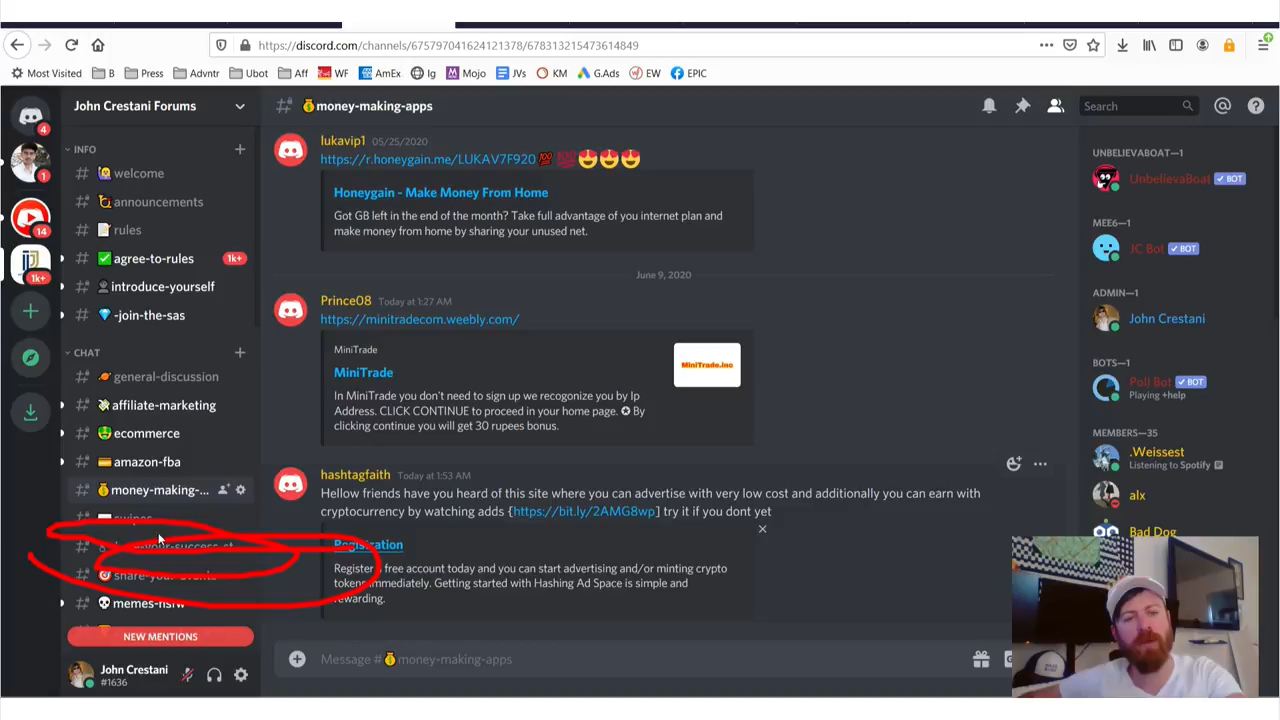 https://discord.com/channels/675797041624121378/678313215473614849
Most Visited
B
Press
Advntr
Ubot
Aff
WF
AmEx
Ig
Mojo
JVs
KM
G.Ads
EW
EPIC
4
1
14
1k+
John Crestani Forums
INFO
welcome
announcements
rules
agree-to-rules 1k+
introduce-yourself
-join-the-sas
CHAT
general-discussion
affiliate-marketing
ecommerce
amazon-fba
money-making-...
swipes
share-your-events
memes-nsfw
NEW MENTIONS
John Crestani
#1636
money-making-apps
lukavip1 05/25/2020
https://r.honeygain.me/LUKAV7F920
Honeygain - Make Money From Home
Got GB left in the end of the month? Take full advantage of you internet plan and
make money from home by sharing your unused net.
June 9, 2020
Prince08 Today at 1:27 AM
https://minitradecom.weebly.com/
MiniTrade
MiniTrade
In MiniTrade you don't need to sign up we recogonize you by Ip
Address. CLICK CONTINUE to proceed in your home page. ✪ By
clicking continue you will get 30 rupees bonus.
MiniTrade.inc
hashtagfaith Today at 1:53 AM
Hellow friends have you heard of this site where you can advertise with very low cost and additionally you can earn with
cryptocurrency by watching adds {https://bit.ly/2AMG8wp] try it if you dont yet
Registration
Register free account today and you can start advertising and/or minting crypto
tokens immediately. Getting started with Hashing Ad Space is simple and
rewarding.
Message #💰money-making-apps
Search
UNBELIEVABOAT—1
UnbelievaBoat ✓ BOT
MEE6—1
JC Bot ✓ BOT
ADMIN—1
John Crestani
BOTS—1
Poll Bot ✓ BOT
Playing +help
MEMBERS—35
.Weissest
Listening to Spotify
alx
Bad Dog